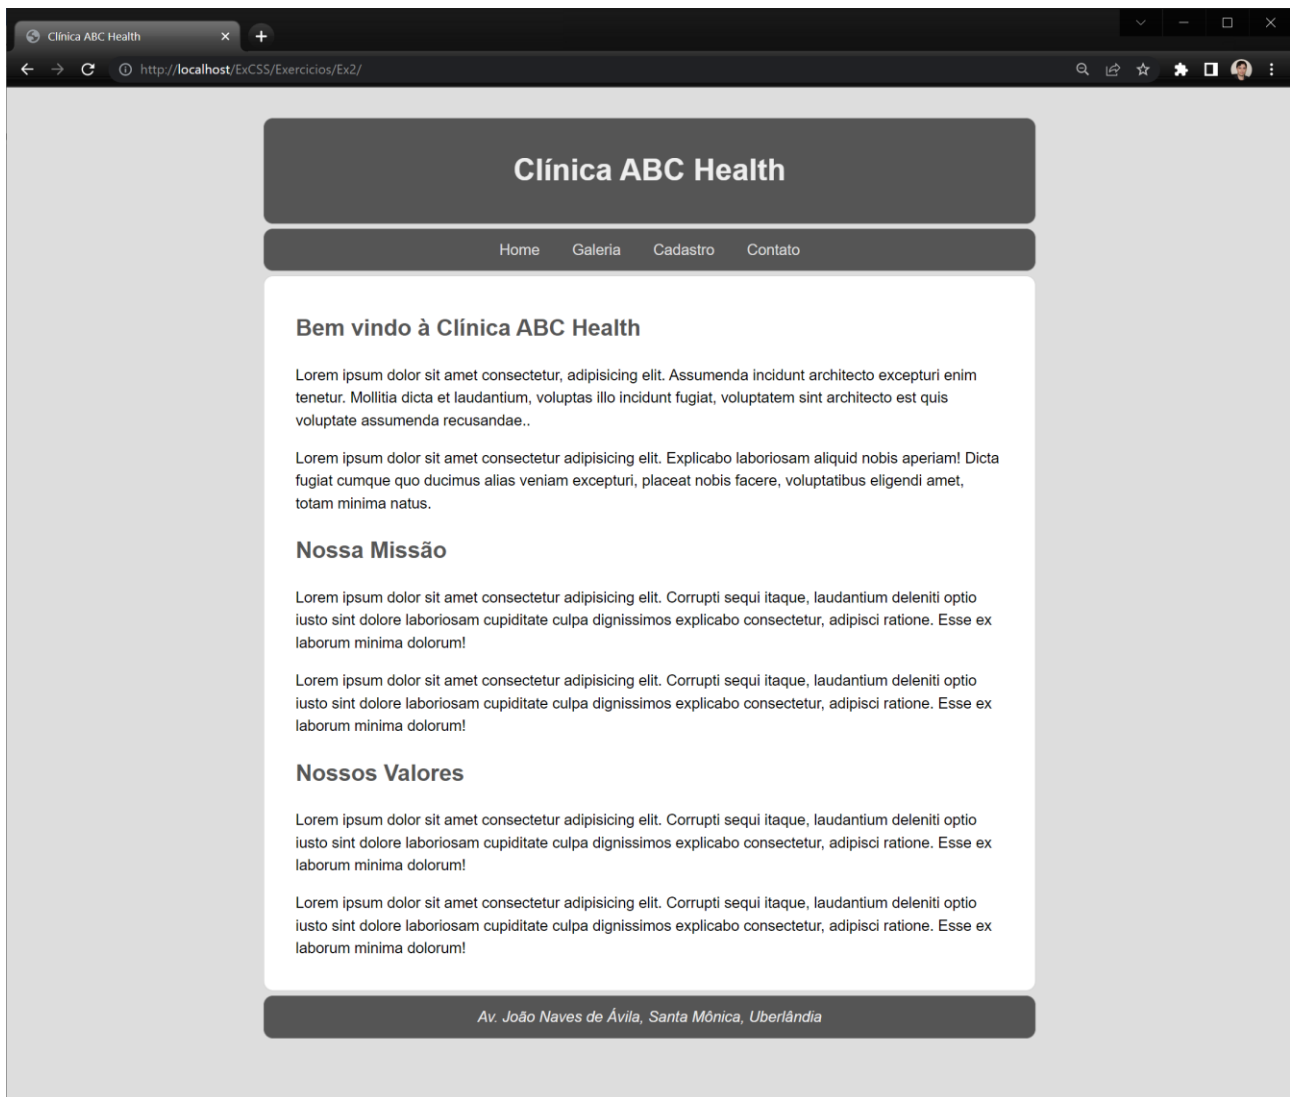 Clínica ABC Health
http://localhost/ExCSS/Exercicios/Ex2/
Clínica ABC Health
Home Galeria Cadastro Contato
Bem vindo à Clínica ABC Health
Lorem ipsum dolor sit amet consectetur, adipisicing elit. Assumenda incidunt architecto excepturi enim
tenetur. Mollitia dicta et laudantium, voluptas illo incidunt fugiat, voluptatem sint architecto est quis
voluptate assumenda recusandae..
Lorem ipsum dolor sit amet consectetur adipisicing elit. Explicabo laboriosam aliquid nobis aperiam! Dicta
fugiat cumque quo ducimus alias veniam excepturi, placeat nobis facere, voluptatibus eligendi amet,
totam minima natus.
Nossa Missão
Lorem ipsum dolor sit amet consectetur adipisicing elit. Corrupti sequi itaque, laudantium deleniti optio
iusto sint dolore laboriosam cupiditate culpa dignissimos explicabo consectetur, adipisci ratione. Esse ex
laborum minima dolorum!
Lorem ipsum dolor sit amet consectetur adipisicing elit. Corrupti sequi itaque, laudantium deleniti optio
iusto sint dolore laboriosam cupiditate culpa dignissimos explicabo consectetur, adipisci ratione. Esse ex
laborum minima dolorum!
Nossos Valores
Lorem ipsum dolor sit amet consectetur adipisicing elit. Corrupti sequi itaque, laudantium deleniti optio
iusto sint dolore laboriosam cupiditate culpa dignissimos explicabo consectetur, adipisci ratione. Esse ex
laborum minima dolorum!
Lorem ipsum dolor sit amet consectetur adipisicing elit. Corrupti sequi itaque, laudantium deleniti optio
iusto sint dolore laboriosam cupiditate culpa dignissimos explicabo consectetur, adipisci ratione. Esse ex
laborum minima dolorum!
Av. João Naves de Ávila, Santa Mônica, Uberlândia